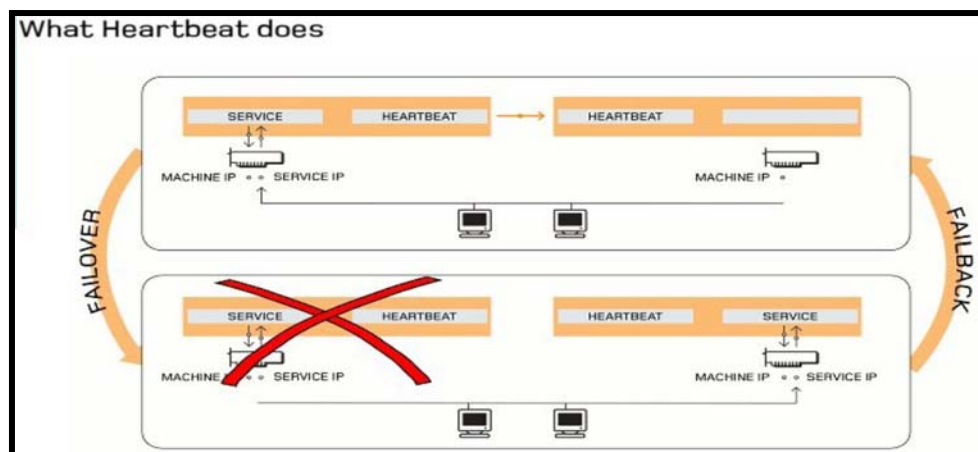 What Heartbeat does
SERVICE HEARTBEAT HEARTBEAT
MACHINE IP SERVICE IP MACHINE IP
FAILOVER
FAILBACK
SERVICE HEARTBEAT HEARTBEAT SERVICE
MACHINE SERVICE IP MACHINE IP SERVICE IP